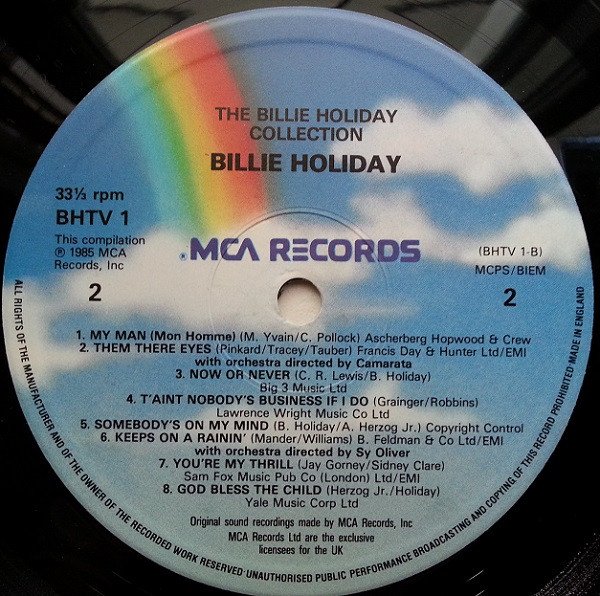 THE BILLIE HOLIDAY
COLLECTION
BILLIE HOLIDAY
33⅓ rpm
BHTV 1
This compilation
℗ 1985 MCA
Records, Inc
2
MCA RECORDS
®
(BHTV 1-B)
MCPS/BIEM
2
1. MY MAN (Mon Homme) (M. Yvain/C. Pollock) Ascherberg Hopwood & Crew
2. THEM THERE EYES (Pinkard/Tracey/Tauber) Francis Day & Hunter Ltd/EMI
with orchestra directed by Camarata
3. NOW OR NEVER (C. R. Lewis/B. Holiday)
Big 3 Music Ltd
4. T'AINT NOBODY'S BUSINESS IF I DO (Grainger/Robbins)
Lawrence Wright Music Co Ltd
5. SOMEBODY'S ON MY MIND (B. Holiday/A. Herzog Jr.) Copyright Control
6. KEEPS ON A RAININ' (Mander/Williams) B. Feldman & Co Ltd/EMI
with orchestra directed by Sy Oliver
7. YOU'RE MY THRILL (Jay Gorney/Sidney Clare)
Sam Fox Music Pub Co (London) Ltd/EMI
8. GOD BLESS THE CHILD (Herzog Jr./Holiday)
Yale Music Corp Ltd
Original sound recordings made by MCA Records, Inc
MCA Records Ltd are the exclusive
licensees for the UK
ALL RIGHTS OF THE MANUFACTURER AND OF THE OWNER OF THE RECORDED WORK RESERVED UNAUTHORISED PUBLIC PERFORMANCE BROADCASTING AND COPYING OF THIS RECORD PROHIBITED MADE IN ENGLAND